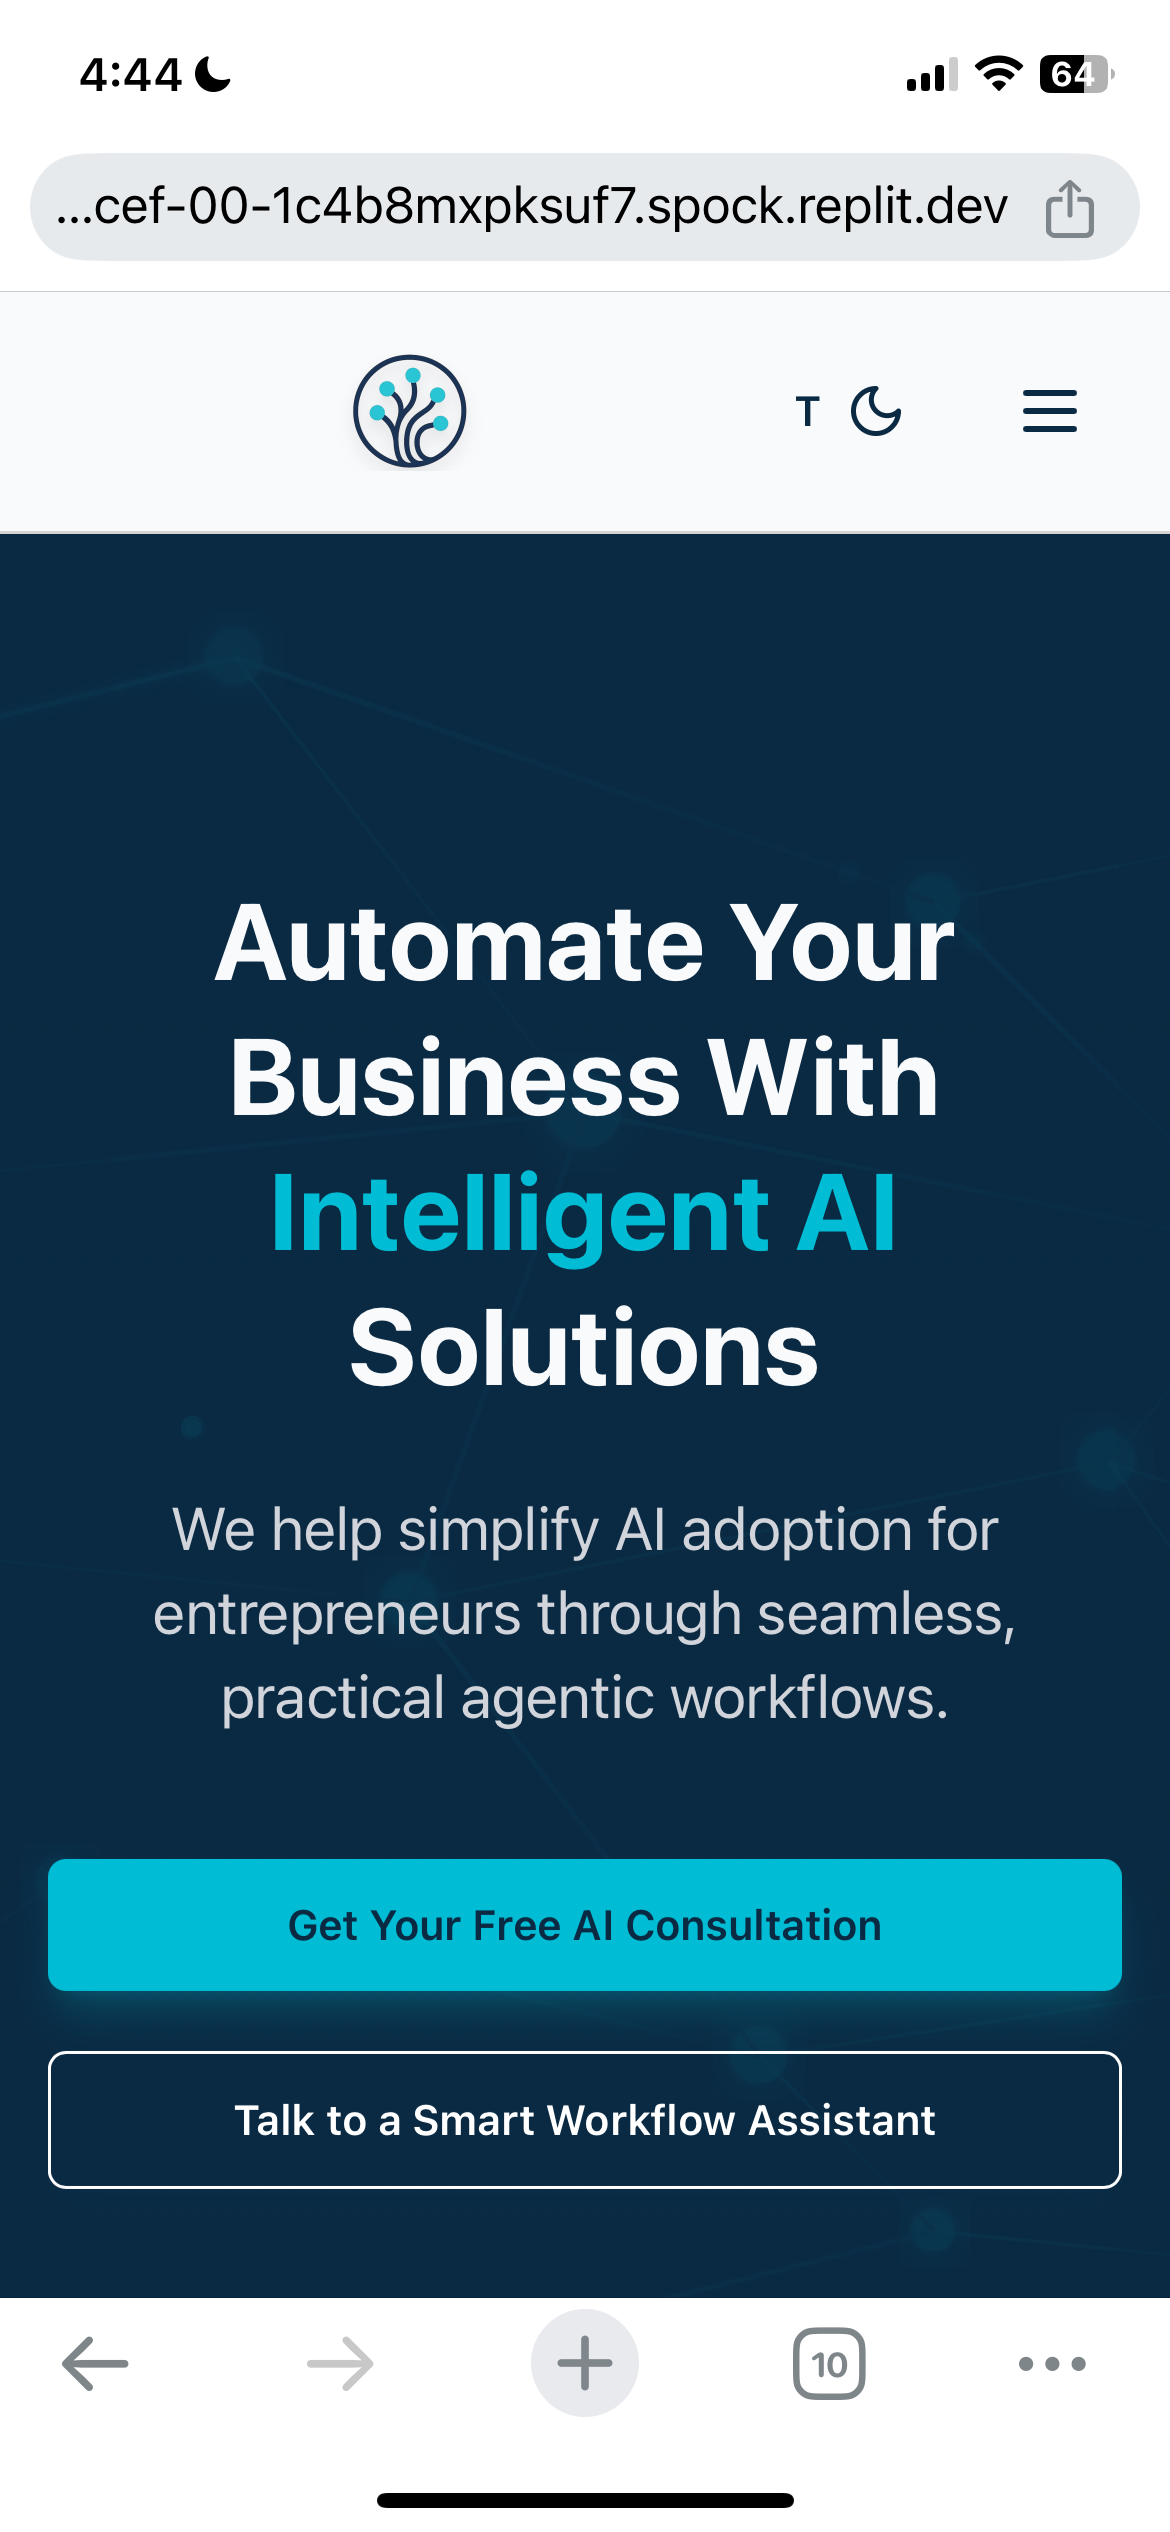 4:44
64
...cef-00-1c4b8mxpksuf7.spock.replit.dev
T
Automate Your
Business With
Intelligent AI
Solutions
We help simplify AI adoption for
entrepreneurs through seamless,
practical agentic workflows.
Get Your Free AI Consultation
Talk to a Smart Workflow Assistant
10